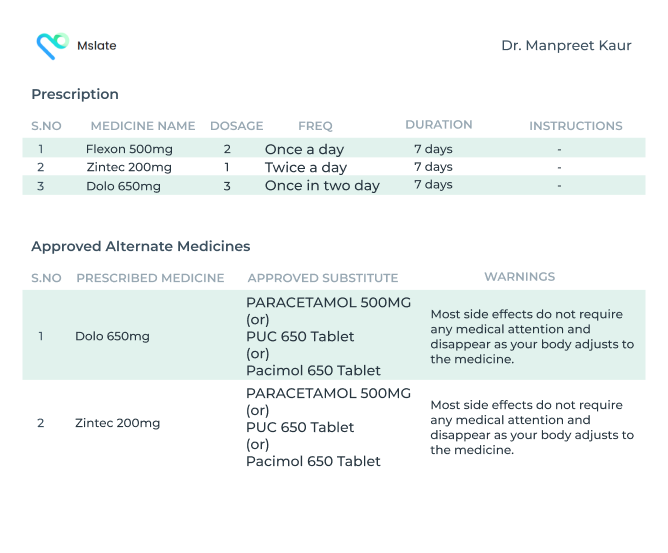 Mslate
Dr. Manpreet Kaur
Prescription
S.NO MEDICINE NAME DOSAGE FREQ DURATION INSTRUCTIONS
1 Flexon 500mg 2 Once a day 7 days -
2 Zintec 200mg 1 Twice a day 7 days -
3 Dolo 650mg 3 Once in two day 7 days -
Approved Alternate Medicines
S.NO PRESCRIBED MEDICINE APPROVED SUBSTITUTE WARNINGS
1
Dolo 650mg
PARACETAMOL 500MG
(or)
PUC 650 Tablet
(or)
Pacimol 650 Tablet
Most side effects do not require
any medical attention and
disappear as your body adjusts to
the medicine.
2
Zintec 200mg
PARACETAMOL 500MG
(or)
PUC 650 Tablet
(or)
Pacimol 650 Tablet
Most side effects do not require
any medical attention and
disappear as your body adjusts to
the medicine.